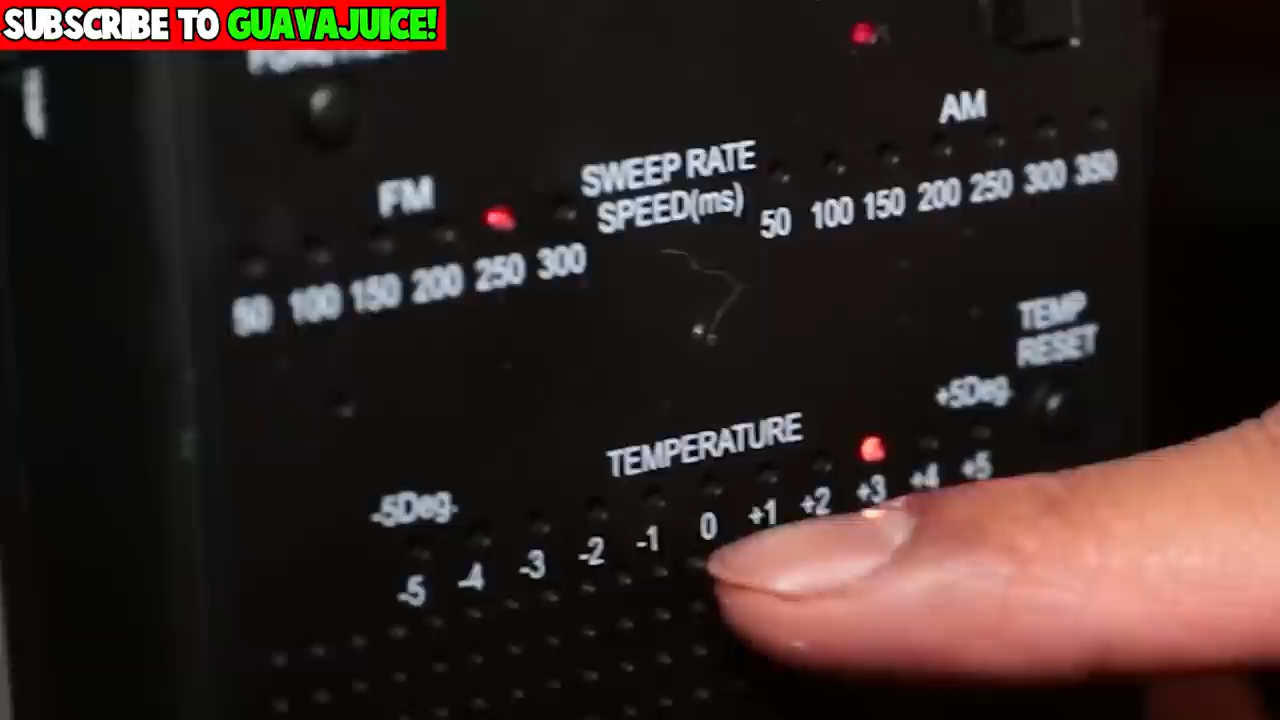 SUBSCRIBE TO GUAVAJUICE!
AM
SWEEP RATE
SPEED(ms)
FM
50 100 150 200 250 300 350
50 100 150 200 250 300
TEMP
RESET
+5Deg.
TEMPERATURE
-5Deg.
-5 -4 -3 -2 -1 0 +1 +2 +3 +4 +5